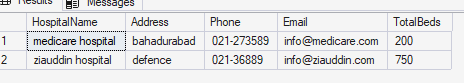 Results Messages
HospitalName Address Phone Email TotalBeds
1 medicare hospital bahadurabad 021-273589 info@medicare.com 200
2 ziauddin hospital defence 021-36889 info@ziauddin.com 750